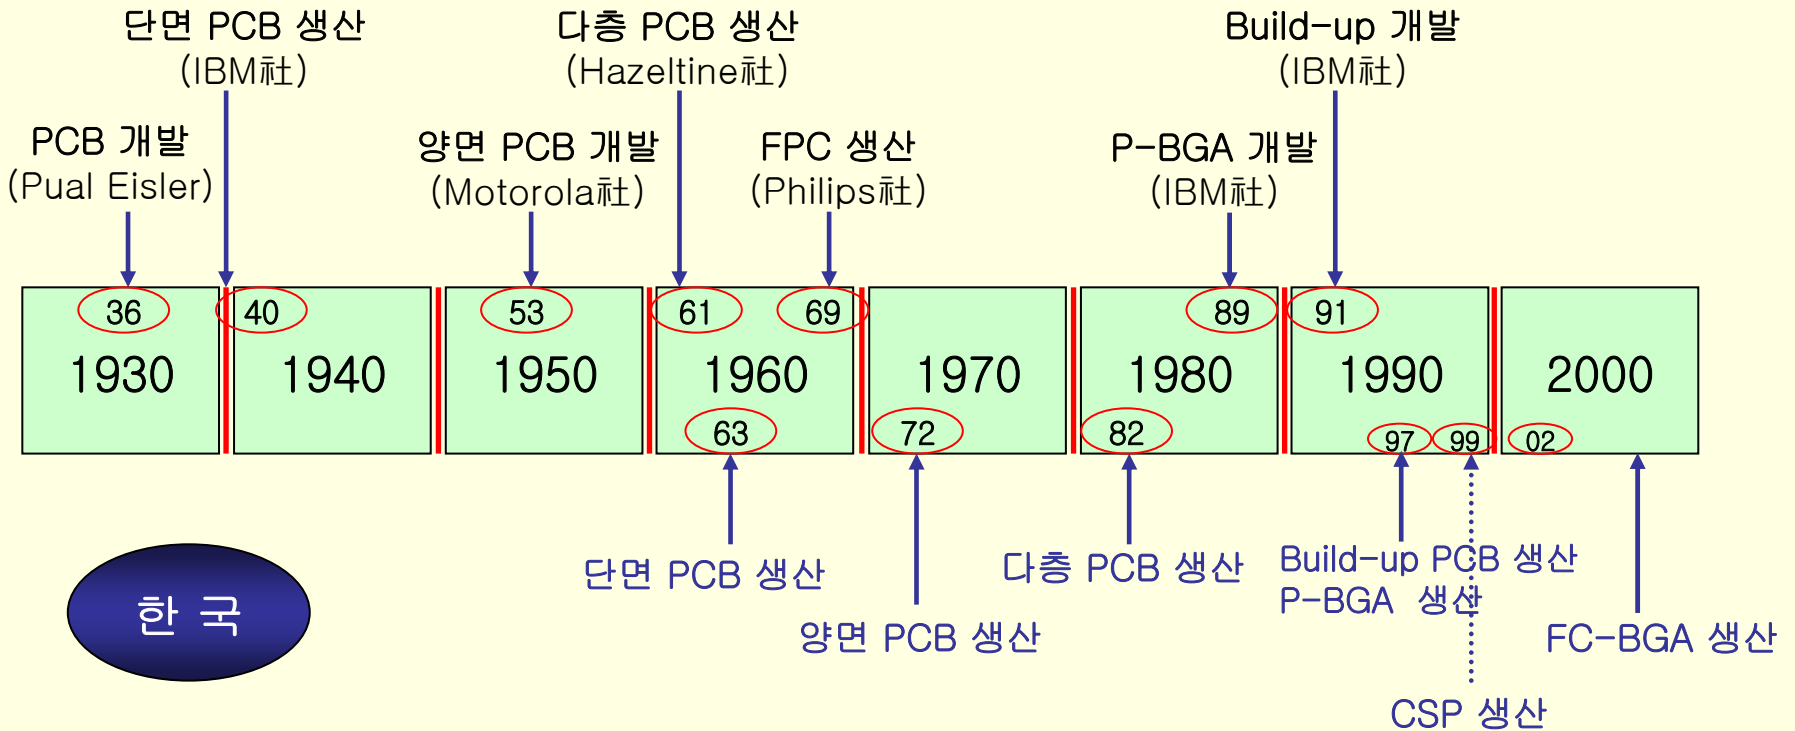 단면 PCB 생산
(IBM社)
다층 PCB 생산
(Hazeltine社)
Build-up 개발
(IBM社)
PCB 개발
(Pual Eisler)
양면 PCB 개발
(Motorola社)
FPC 생산
(Philips社)
P-BGA 개발
(IBM社)
36
40
53
61
69
89
91
1930
1940
1950
1960
1970
1980
1990
2000
63
72
82
97
99
02
단면 PCB 생산
양면 PCB 생산
다층 PCB 생산
Build-up PCB 생산
P-BGA 생산
FC-BGA 생산
CSP 생산
한 국